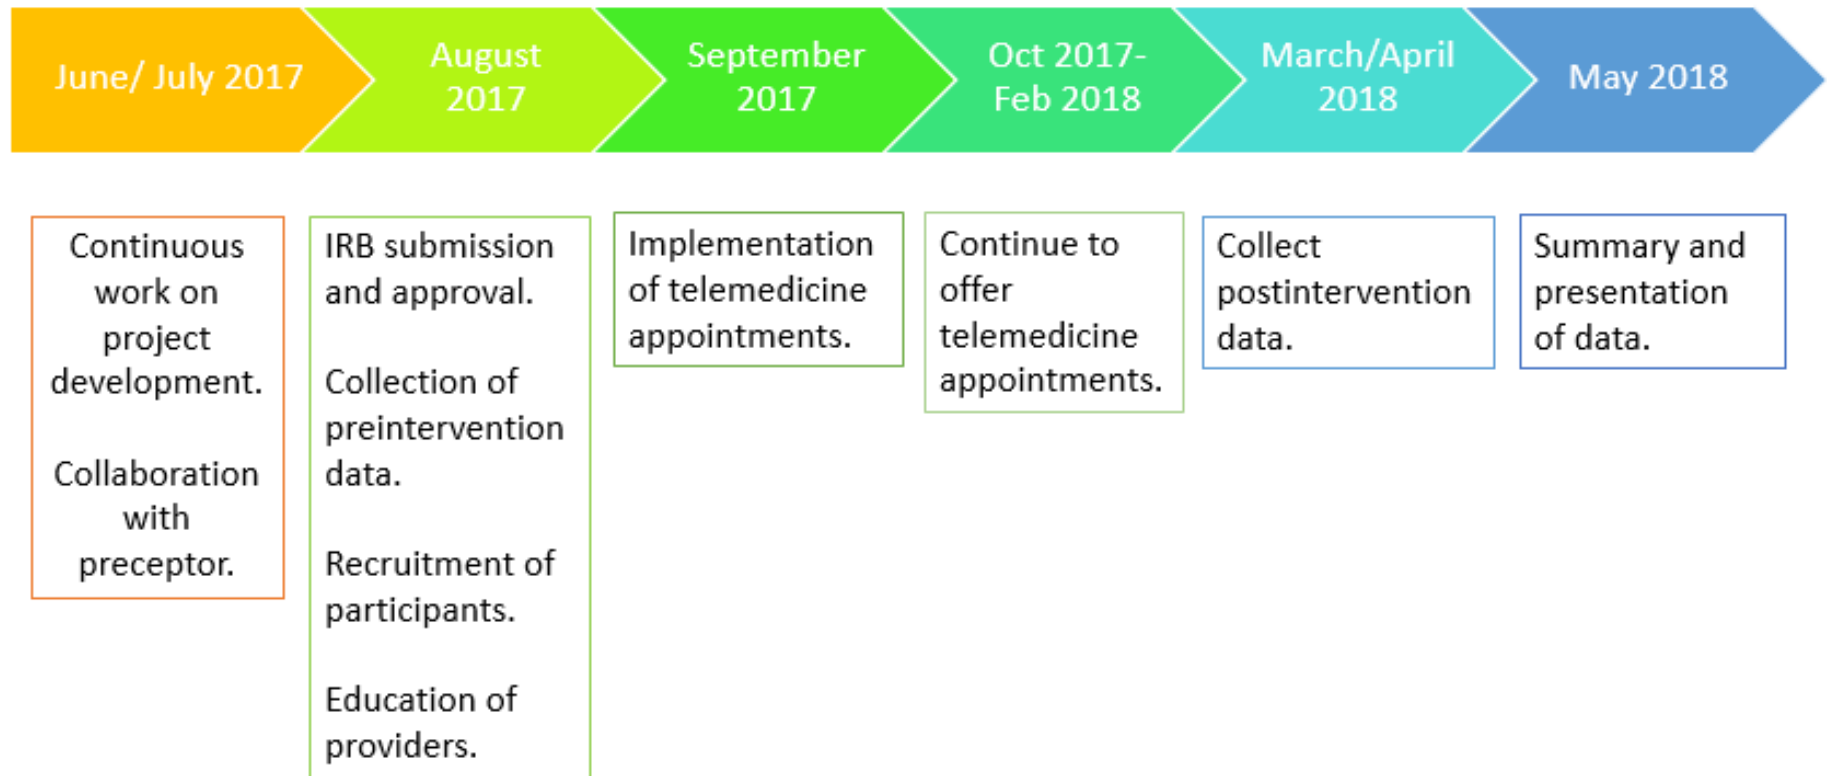 June/ July 2017
August
2017
September
2017
Oct 2017-
Feb 2018
March/April
2018
May 2018
Continuous
work on
project
development.
Collaboration
with
preceptor.
IRB submission
and approval.
Collection of
preintervention
data.
Recruitment of
participants.
Education of
providers.
Implementation
of telemedicine
appointments.
Continue to
offer
telemedicine
appointments.
Collect
postintervention
data.
Summary and
presentation
of data.